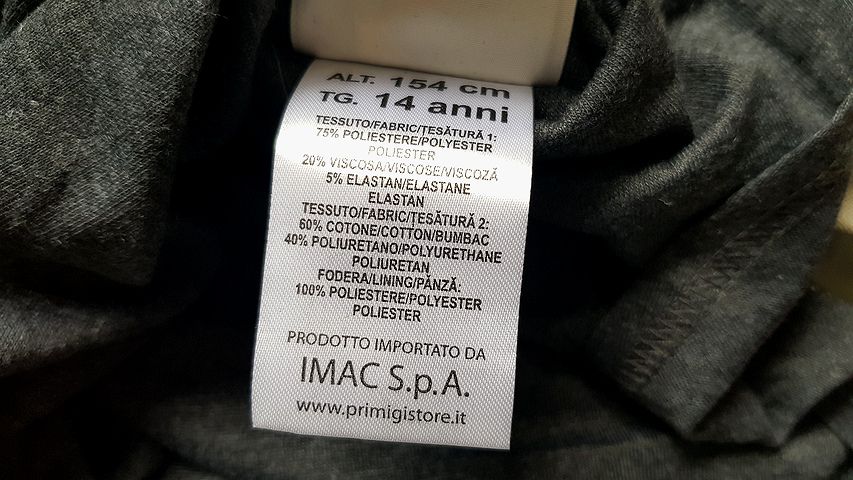 ALT. 154 cm
TG. 14 anni
TESSUTO/FABRIC/ȚESĂTURĂ 1:
75% POLIESTERE/POLYESTER
POLIESTER
20% VISCOSA/VISCOSE/VISCOZĂ
5% ELASTAN/ELASTANE
ELASTAN
TESSUTO/FABRIC/ȚESĂTURĂ 2:
60% COTONE/COTTON/BUMBAC
40% POLIURETANO/POLYURETHANE
POLIURETAN
FODERA/LINING/PÂNZĂ:
100% POLIESTERE/POLYESTER
POLIESTER
PRODOTTO IMPORTATO DA
IMAC S.p.A.
www.primigistore.it